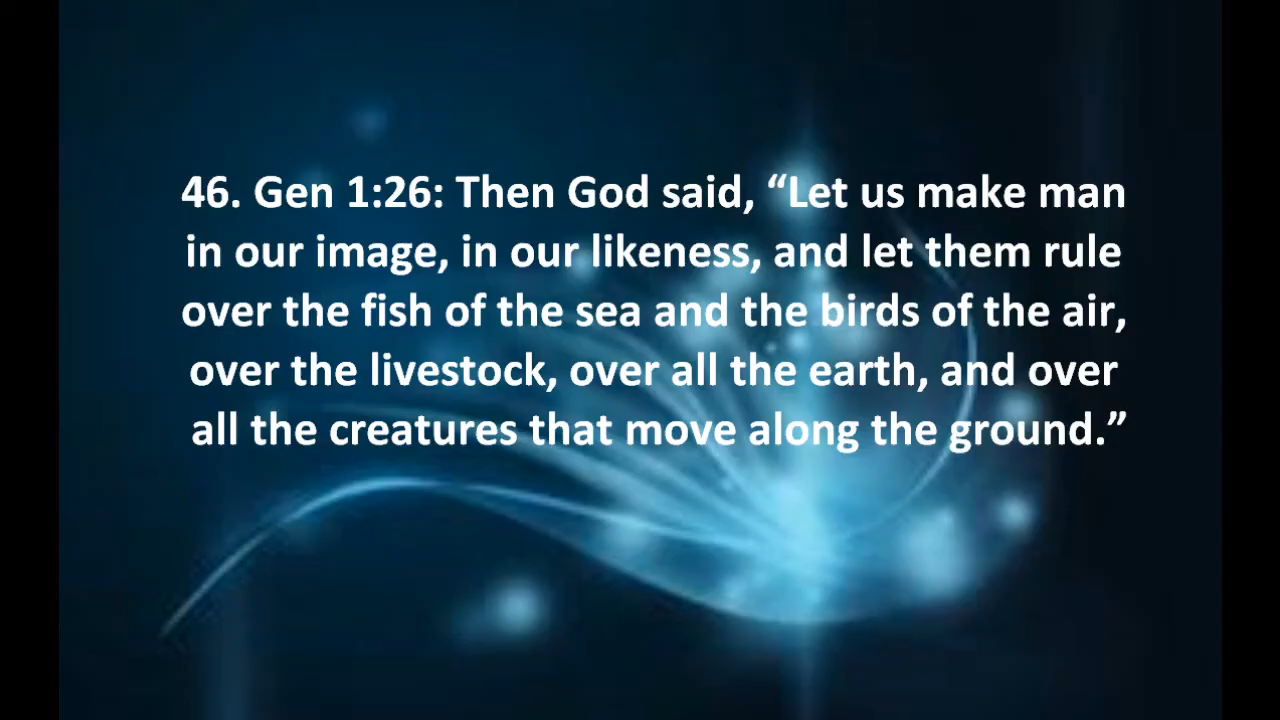 46. Gen 1:26: Then God said, “Let us make man
in our image, in our likeness, and let them rule
over the fish of the sea and the birds of the air,
over the livestock, over all the earth, and over
all the creatures that move along the ground.”